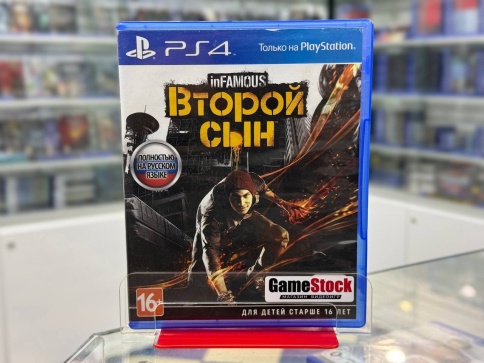 PS4
Только на PlayStation.
inFAMOUS
Второй
сын
ПОЛНОСТЬЮ
НА РУССКОМ
ЯЗЫКЕ
16+
GameStock
МАГАЗИН ВИДЕОИГР
ДЛЯ ДЕТЕЙ СТАРШЕ 16 ЛЕТ